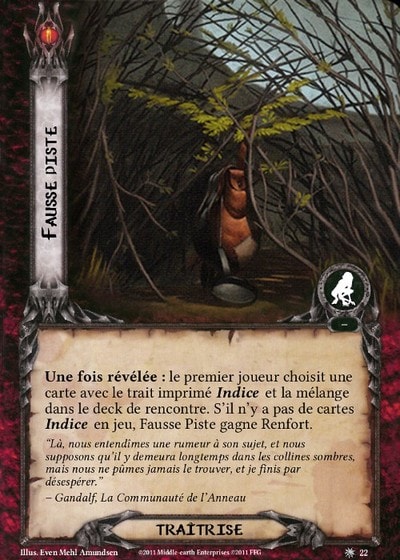 FAUSSE PISTE
Une fois révélée : le premier joueur choisit une
carte avec le trait imprimé Indice et la mélange
dans le deck de rencontre. S'il n'y a pas de cartes
Indice en jeu, Fausse Piste gagne Renfort.
"Là, nous entendîmes une rumeur à son sujet, et nous
supposons qu'il y demeura longtemps dans les collines sombres,
mais nous ne pûmes jamais le trouver, et je finis par
désespérer."
– Gandalf, La Communauté de l'Anneau
TRAÎTRISE
Illus. Even Mehl Amundsen ©2011 Middle-earth Enterprises ©2011 FFG 22